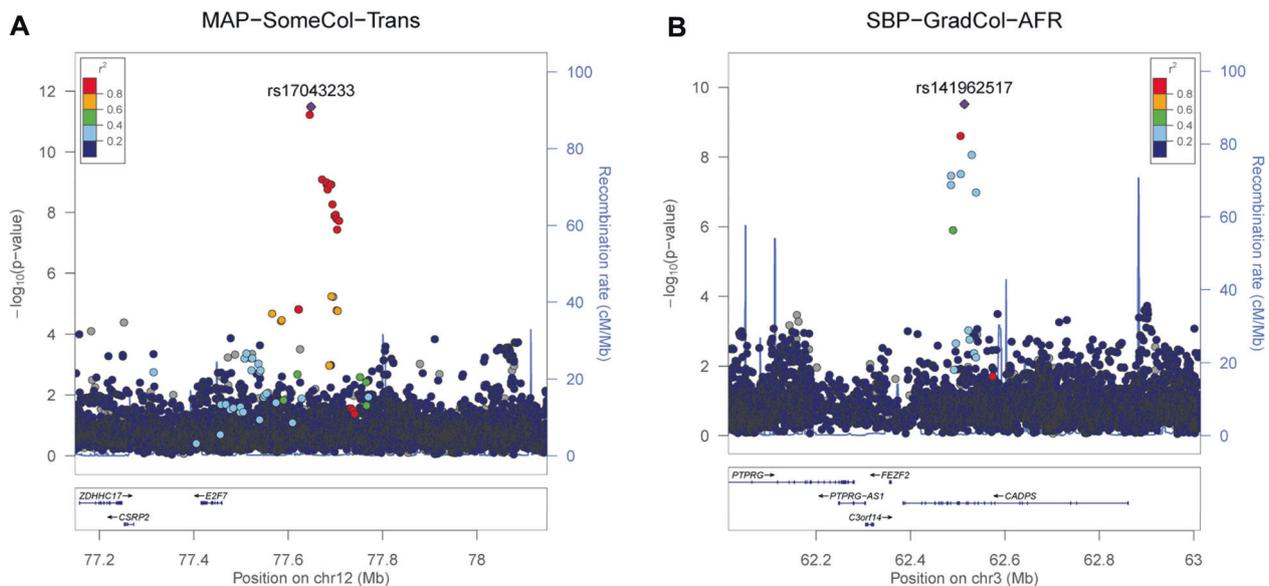 A
MAP−SomeCol−Trans
r2
0.8
0.6
0.4
0.2
rs17043233
12
10
8
6
4
2
0
−log10(p−value)
100
80
60
40
20
0
Recombination rate (cM/Mb)
ZDHHC17
E2F7
CSRP2
77.2
77.4
77.6
77.8
78
Position on chr12 (Mb)
B
SBP−GradCol−AFR
r2
0.8
0.6
0.4
0.2
rs141962517
10
8
6
4
2
0
−log10(p−value)
100
80
60
40
20
0
Recombination rate (cM/Mb)
PTPRG
FEZF2
PTPRG−AS1
CADPS
C3orf14
62.2
62.4
62.6
62.8
63
Position on chr3 (Mb)